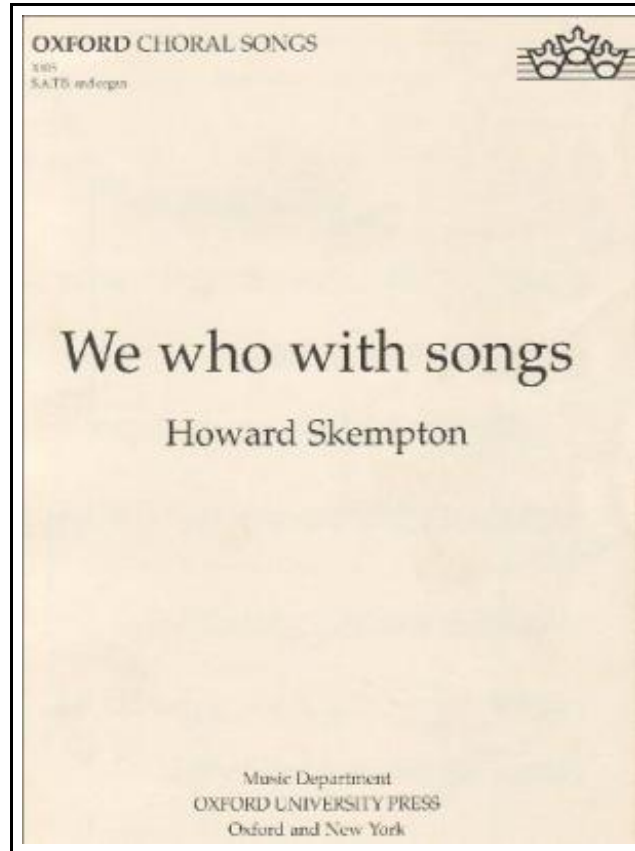 OXFORD CHORAL SONGS
X105
S.A.T.B. and organ
We who with songs
Howard Skempton
Music Department
OXFORD UNIVERSITY PRESS
Oxford and New York